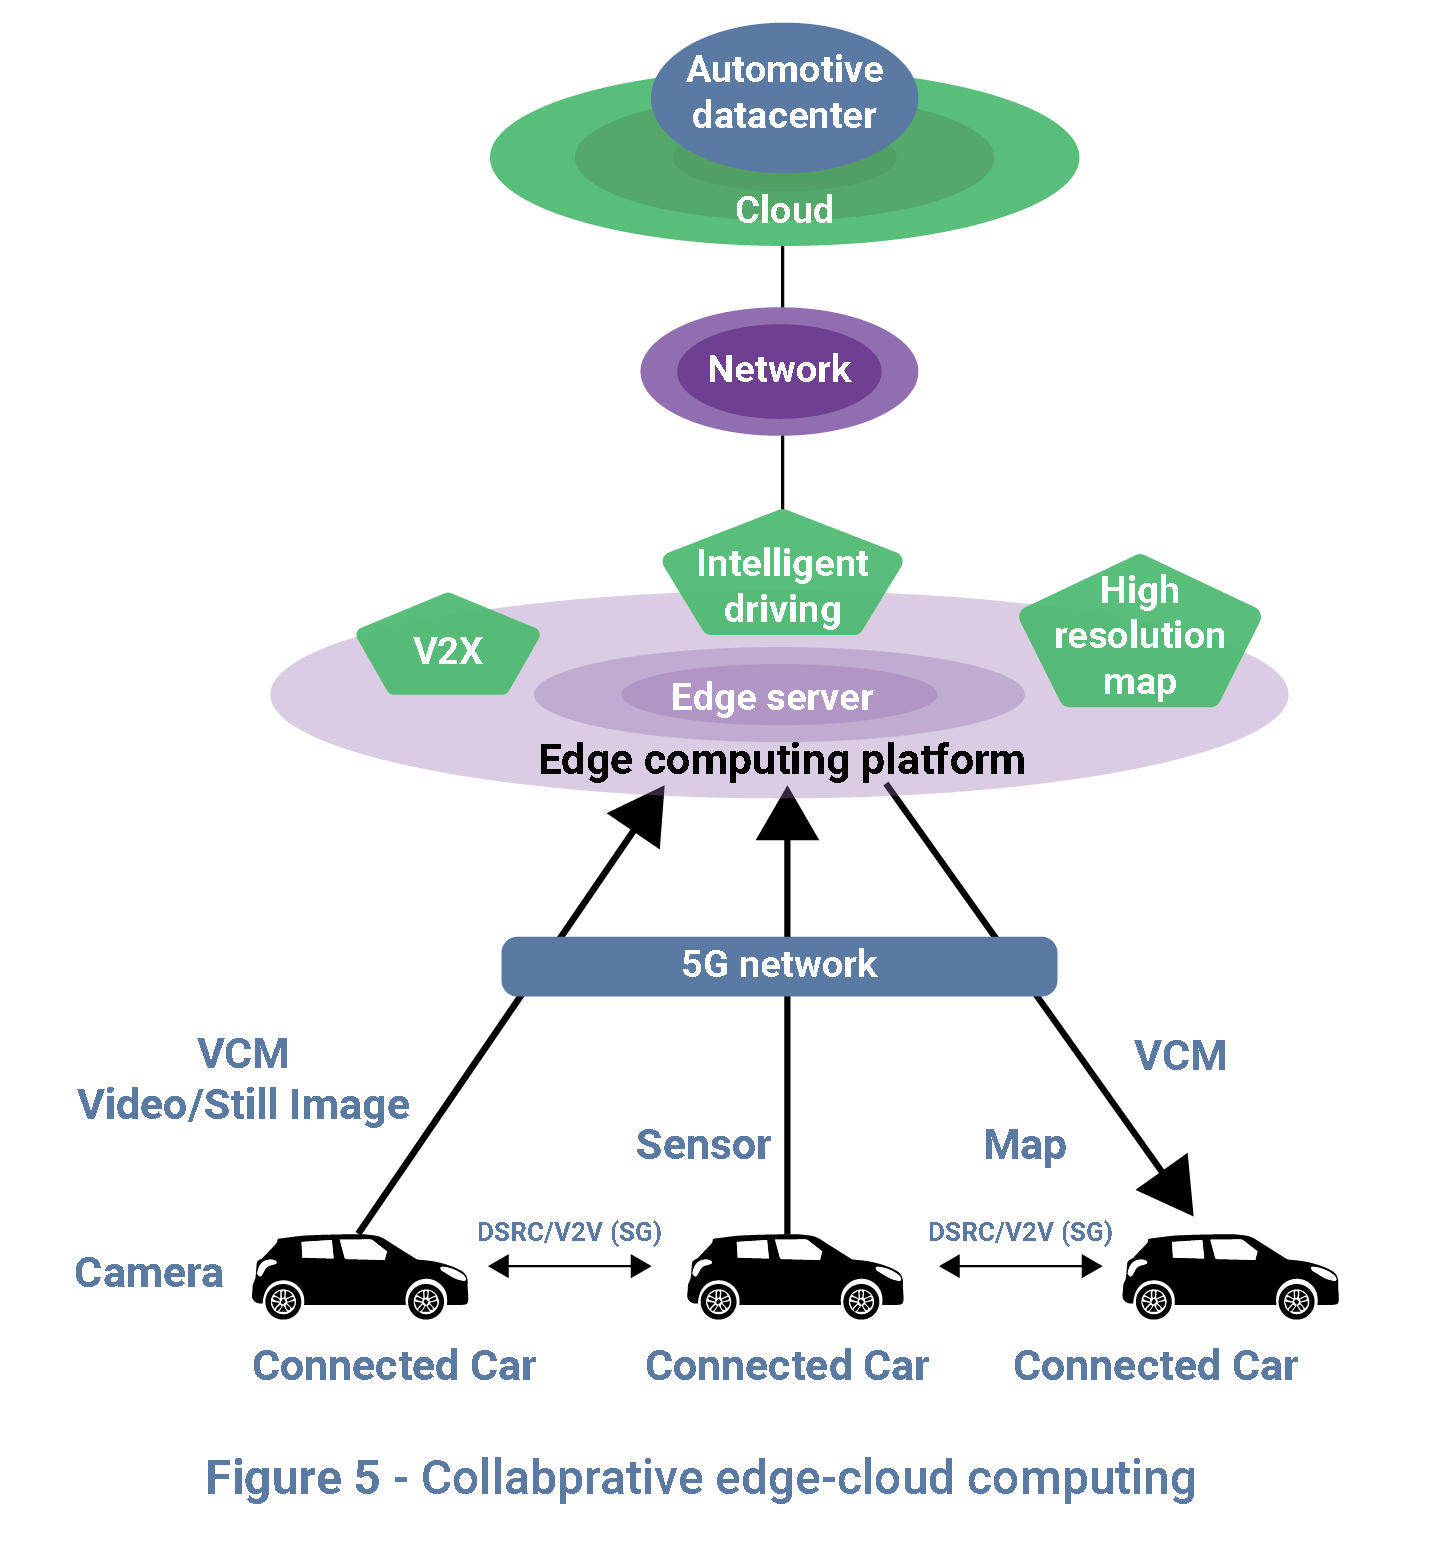 Automotive
datacenter
Cloud
Network
Intelligent
driving
V2X
High
resolution
map
Edge server
Edge computing platform
5G network
VCM
Video/Still Image
VCM
Sensor
Map
DSRC/V2V (SG)
DSRC/V2V (SG)
Camera
Connected Car
Connected Car
Connected Car
Figure 5 - Collabprative edge-cloud computing